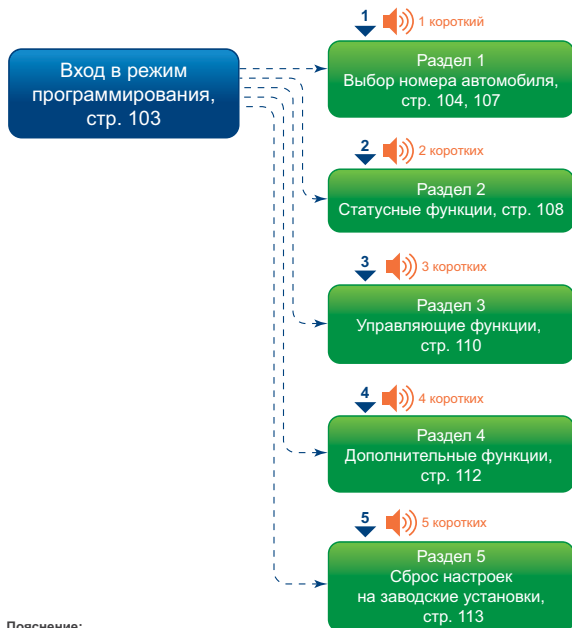 Вход в режим
программирования,
стр. 103
1
1 короткий
Раздел 1
Выбор номера автомобиля,
стр. 104, 107
2
2 коротких
Раздел 2
Статусные функции, стр. 108
3
3 коротких
Раздел 3
Управляющие функции,
стр. 110
4
4 коротких
Раздел 4
Дополнительные функции,
стр. 112
5
5 коротких
Раздел 5
Сброс настроек
на заводские установки,
стр. 113
Пояснение: